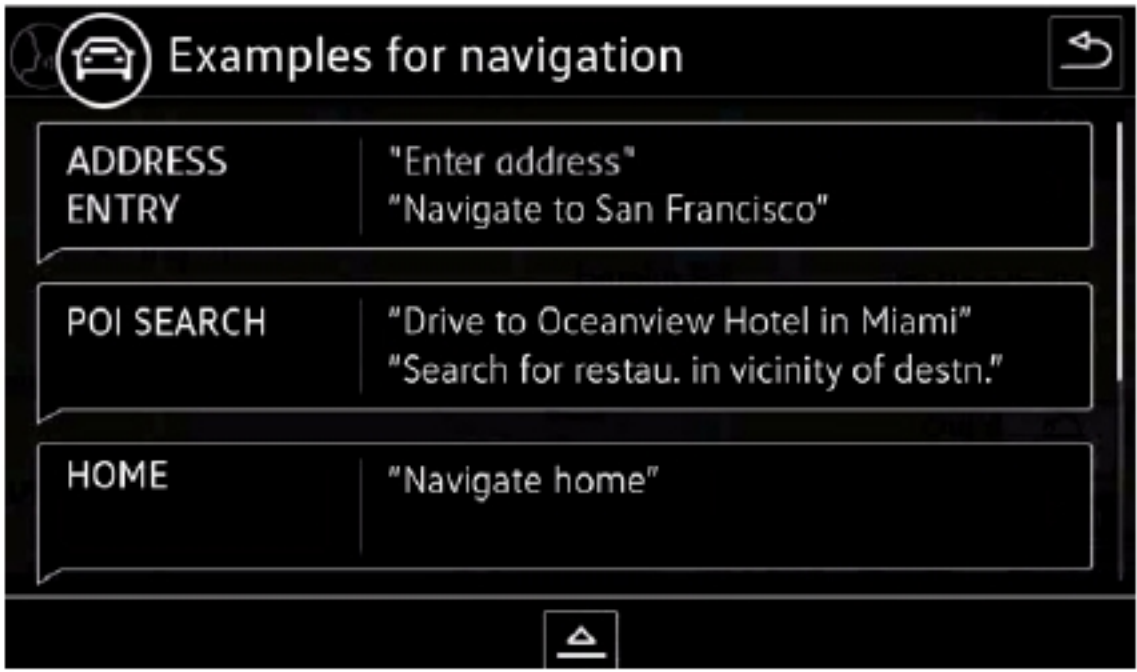 Examples for navigation
ADDRESS
ENTRY
"Enter address"
"Navigate to San Francisco"
POI SEARCH
"Drive to Oceanview Hotel in Miami"
"Search for restau. in vicinity of destn."
HOME
"Navigate home"